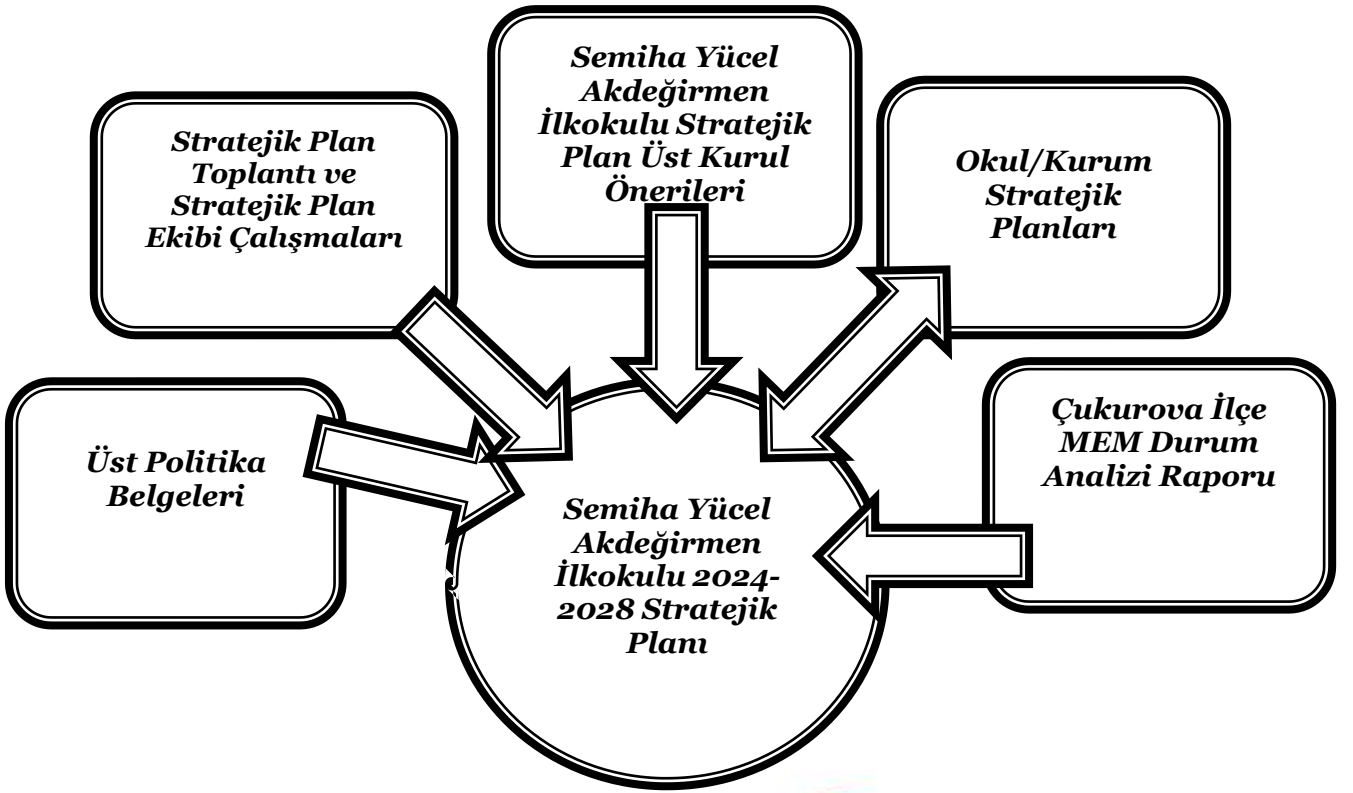 Semiha Yücel
Akdeğirmen
İlkokulu Stratejik
Plan Üst Kurul
Önerileri
Stratejik Plan
Toplantı ve
Stratejik Plan
Ekibi Çalışmaları
Okul/Kurum
Stratejik
Planları
Üst Politika
Belgeleri
Çukurova İlçe
MEM Durum
Analizi Raporu
Semiha Yücel
Akdeğirmen
İlkokulu 2024-
2028 Stratejik
Planı